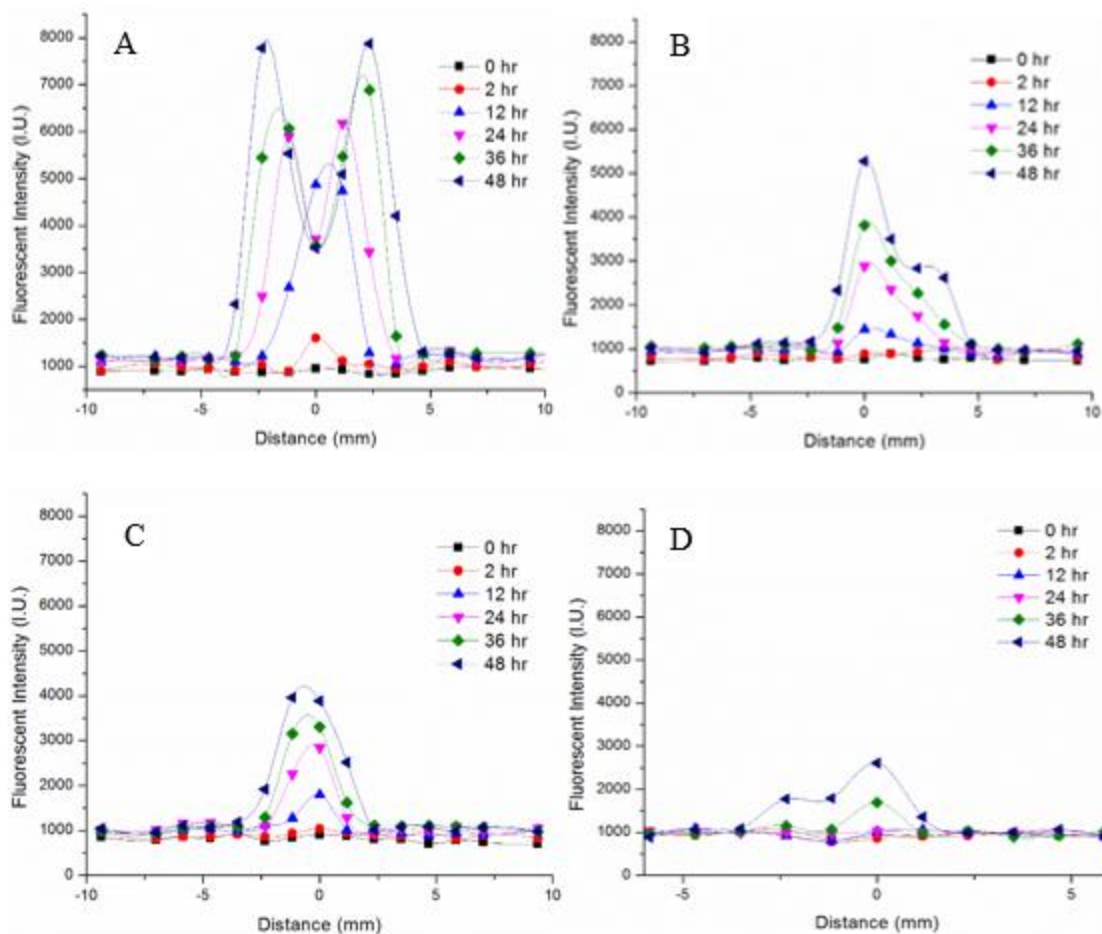 A
8000
7000
6000
5000
4000
3000
2000
1000
Fluorescent Intensity (I.U.)
0 hr
2 hr
12 hr
24 hr
36 hr
48 hr
-10
-5
0
5
10
Distance (mm)
B
8000
7000
6000
5000
4000
3000
2000
1000
0
Fluorescent Intensity (I.U.)
0 hr
2 hr
12 hr
24 hr
36 hr
48 hr
-10
-5
0
5
10
Distance (mm)
C
8000
7000
6000
5000
4000
3000
2000
1000
0
Fluorescent Intensity (I.U.)
0 hr
2 hr
12 hr
24 hr
36 hr
48 hr
-10
-5
0
5
10
Distance (mm)
D
8000
7000
6000
5000
4000
3000
2000
1000
0
Fluorescent Intensity (I.U.)
0 hr
2 hr
12 hr
24 hr
36 hr
48 hr
-5
0
5
Distance (mm)